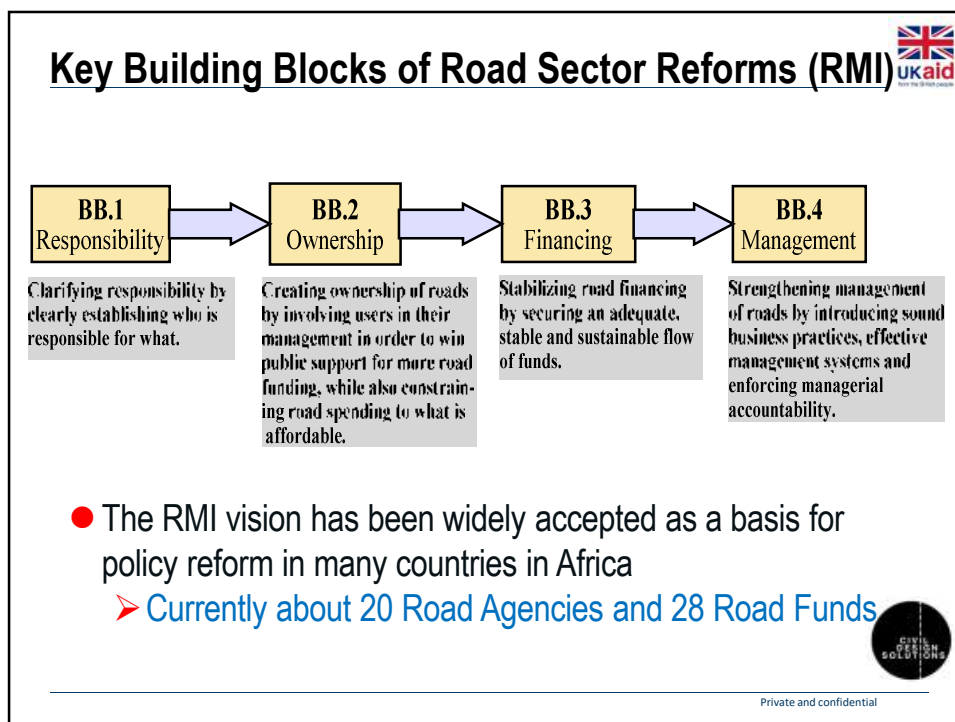 Key Building Blocks of Road Sector Reforms (RMI)
UKaid
from the British people
BB.1
Responsibility
BB.2
Ownership
BB.3
Financing
BB.4
Management
Clarifying responsibility by
clearly establishing who is
responsible for what.
Creating ownership of roads
by involving users in their
management in order to win
public support for more road
funding, while also constrain-
ing road spending to what is
affordable.
Stabilizing road financing
by securing an adequate,
stable and sustainable flow
of funds.
Strengthening management
of roads by introducing sound
business practices, effective
management systems and
enforcing managerial
accountability.
The RMI vision has been widely accepted as a basis for
policy reform in many countries in Africa
Currently about 20 Road Agencies and 28 Road Funds
CIVIL
DESIGN
SOLUTIONS
Private and confidential